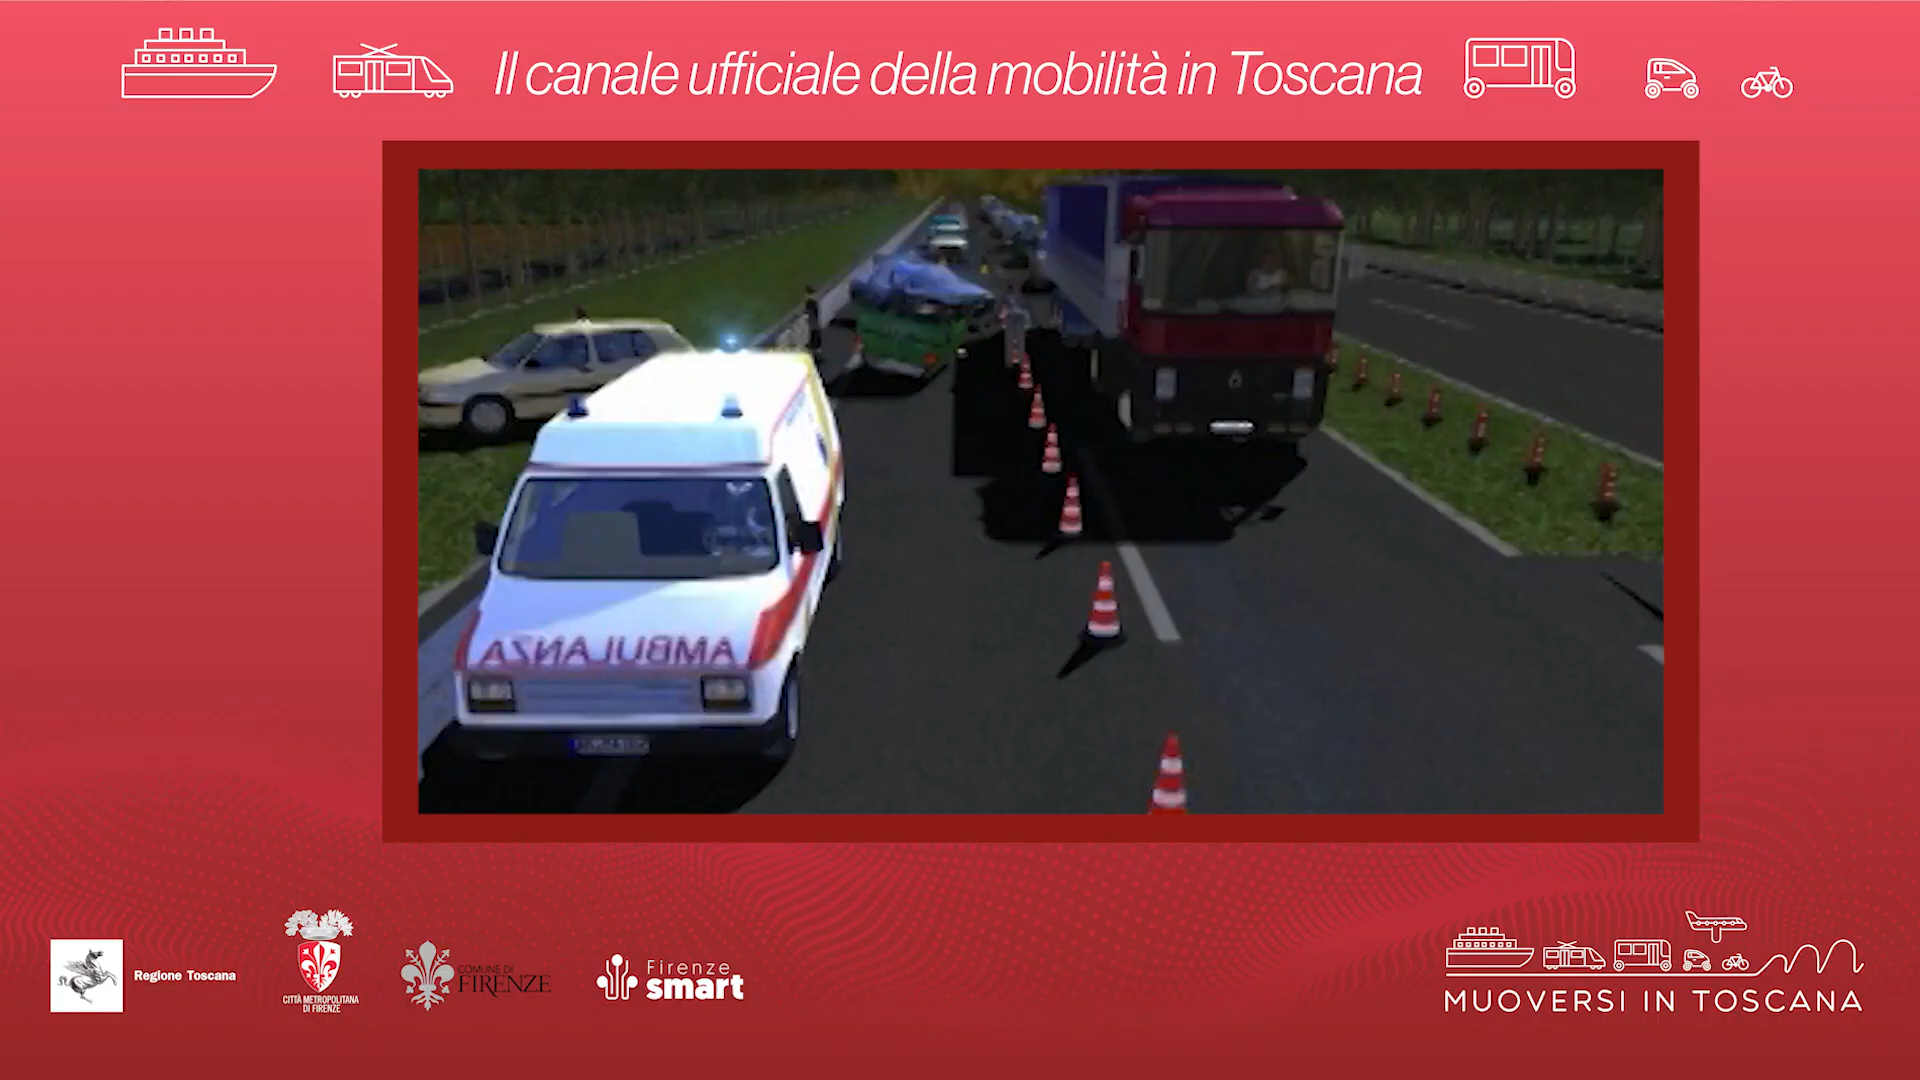 Il canale ufficiale della mobilità in Toscana
AMBULANZA
Regione Toscana
CITTÀ METROPOLITANA
DI FIRENZE
COMUNE DI
FIRENZE
Firenze
smart
MUOVERSI IN TOSCANA